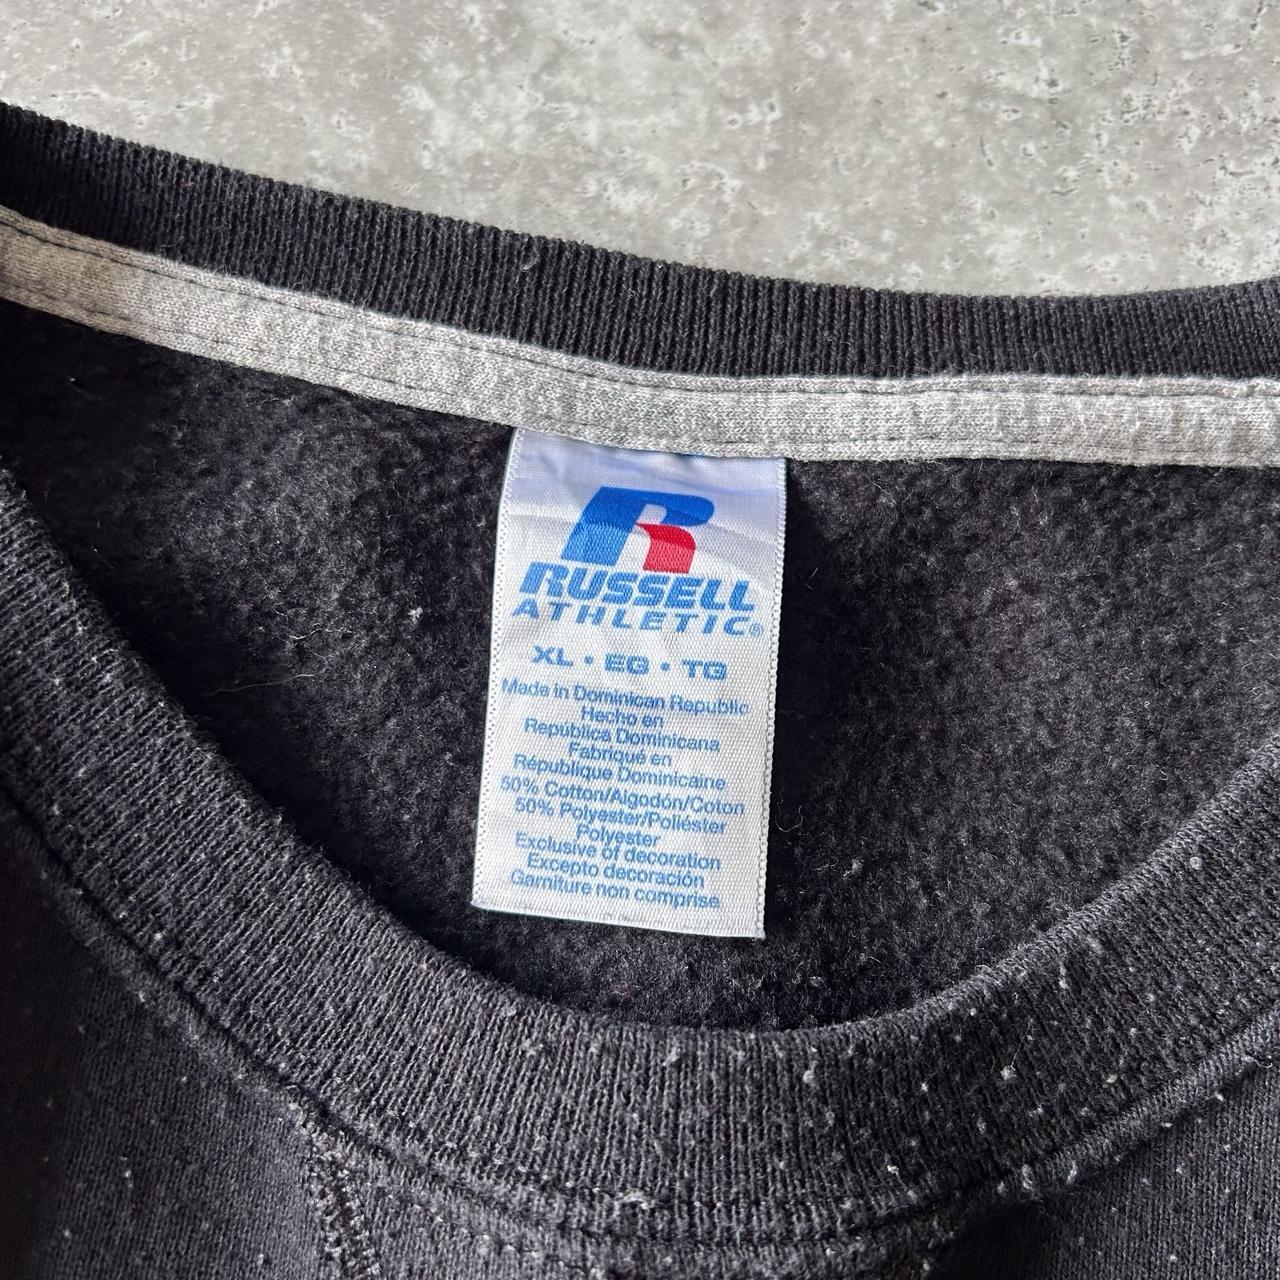 R
RUSSELL
ATHLETIC®
XL • EG • TG
Made in Dominican Republic
Hecho en
Republica Dominicana
Fabriqué en
République Dominicaine
50% Cotton/Algodón/Coton
50% Polyester/Poliéster
Polyester
Exclusive of decoration
Excepto decoración
Garniture non comprise